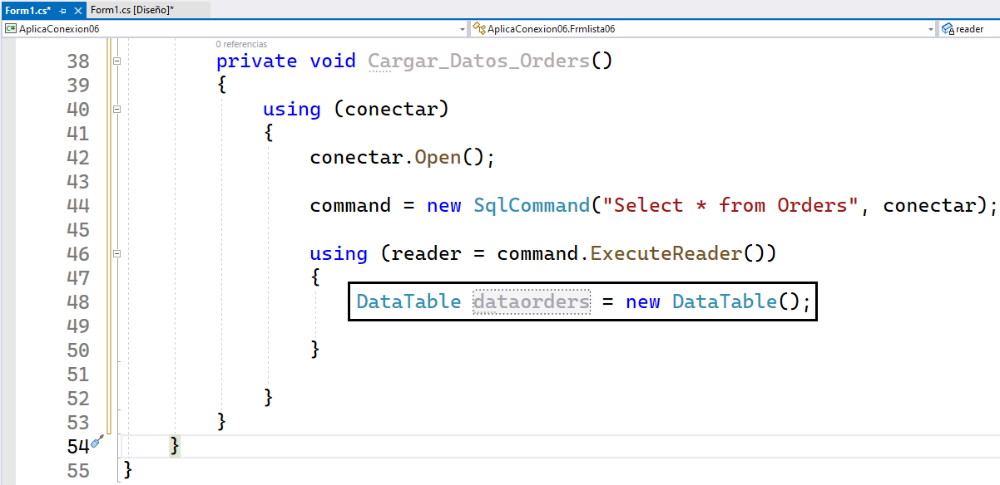 Form1.cs* Form1.cs [Diseño]*
C# AplicaConexion06 AplicaConexion06.Frmlista06 reader
0 referencias
38 private void Cargar_Datos_Orders()
39 {
40 using (conectar)
41 {
42 conectar.Open();
43
44 command = new SqlCommand("Select * from Orders", conectar);
45
46 using (reader = command.ExecuteReader())
47 {
48 DataTable dataorders = new DataTable();
49
50 }
51
52 }
53 }
54 }
55 }